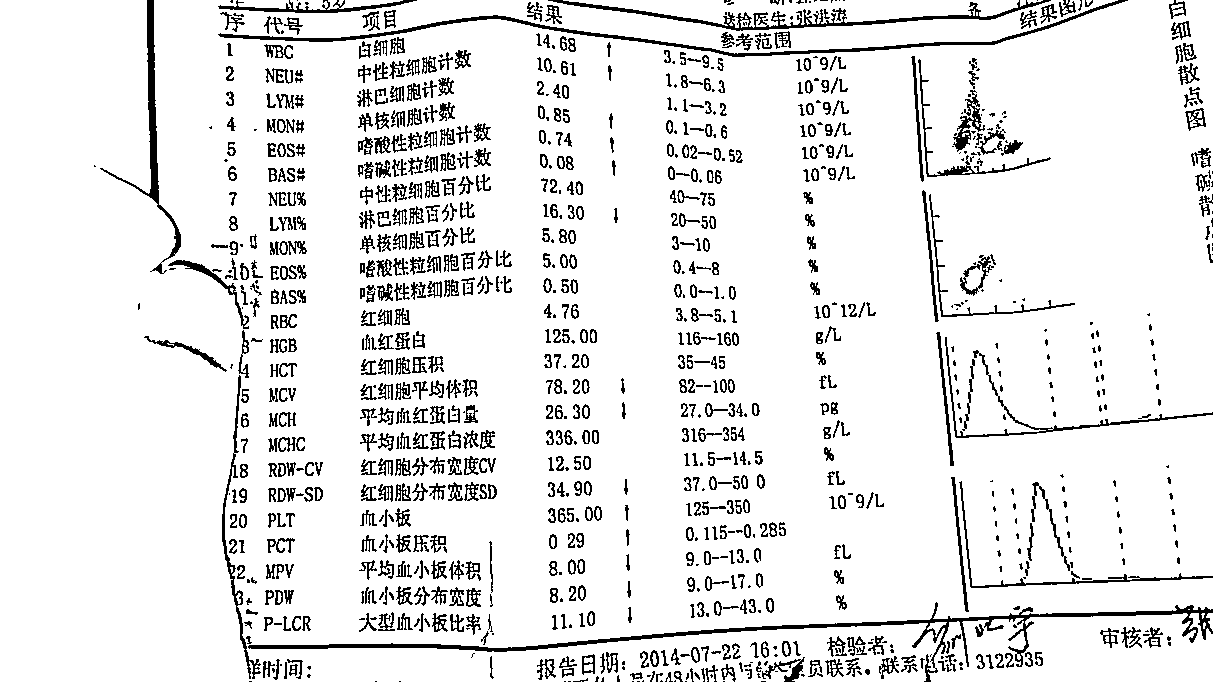 送检医生:张洪涛
序 代号 项目 结果 参考范围 结果图形
1 WBC 白细胞 14.68 ↑ 3.5--9.5 10^9/L
2 NEU# 中性粒细胞计数 10.61 ↑ 1.8--6.3 10^9/L
3 LYM# 淋巴细胞计数 2.40 1.1--3.2 10^9/L
4 MON# 单核细胞计数 0.85 ↑ 0.1--0.6 10^9/L
5 EOS# 嗜酸性粒细胞计数 0.74 ↑ 0.02--0.52 10^9/L
6 BAS# 嗜碱性粒细胞计数 0.08 ↑ 0--0.06 10^9/L
7 NEU% 中性粒细胞百分比 72.40 40--75 %
8 LYM% 淋巴细胞百分比 16.30 ↓ 20--50 %
9 MON% 单核细胞百分比 5.80 3--10 %
10 EOS% 嗜酸性粒细胞百分比 5.00 0.4--8 %
1 BAS% 嗜碱性粒细胞百分比 0.50 0.0--1.0 %
2 RBC 红细胞 4.76 3.8--5.1 10^12/L
3 HGB 血红蛋白 125.00 116--160 g/L
4 HCT 红细胞压积 37.20 35--45 %
5 MCV 红细胞平均体积 78.20 ↓ 82--100 fL
6 MCH 平均血红蛋白量 26.30 ↓ 27.0--34.0 pg
17 MCHC 平均血红蛋白浓度 336.00 316--354 g/L
18 RDW-CV 红细胞分布宽度CV 12.50 11.5--14.5 %
19 RDW-SD 红细胞分布宽度SD 34.90 ↓ 37.0--50 0 fL
20 PLT 血小板 365.00 ↑ 125--350 10^9/L
21 PCT 血小板压积 0 29 ↑ 0.115--0.285
22 MPV 平均血小板体积 8.00 ↓ 9.0--13.0 fL
3 PDW 血小板分布宽度 8.20 ↓ 9.0--17.0 %
P-LCR 大型血小板比率 11.10 ↓ 13.0--43.0 %
白细胞散点图 嗜碱散点
样时间: 报告日期: 2014-07-22 16:01 检验者: 审核者:
在48小时内与 员联系。联系电话: 3122935